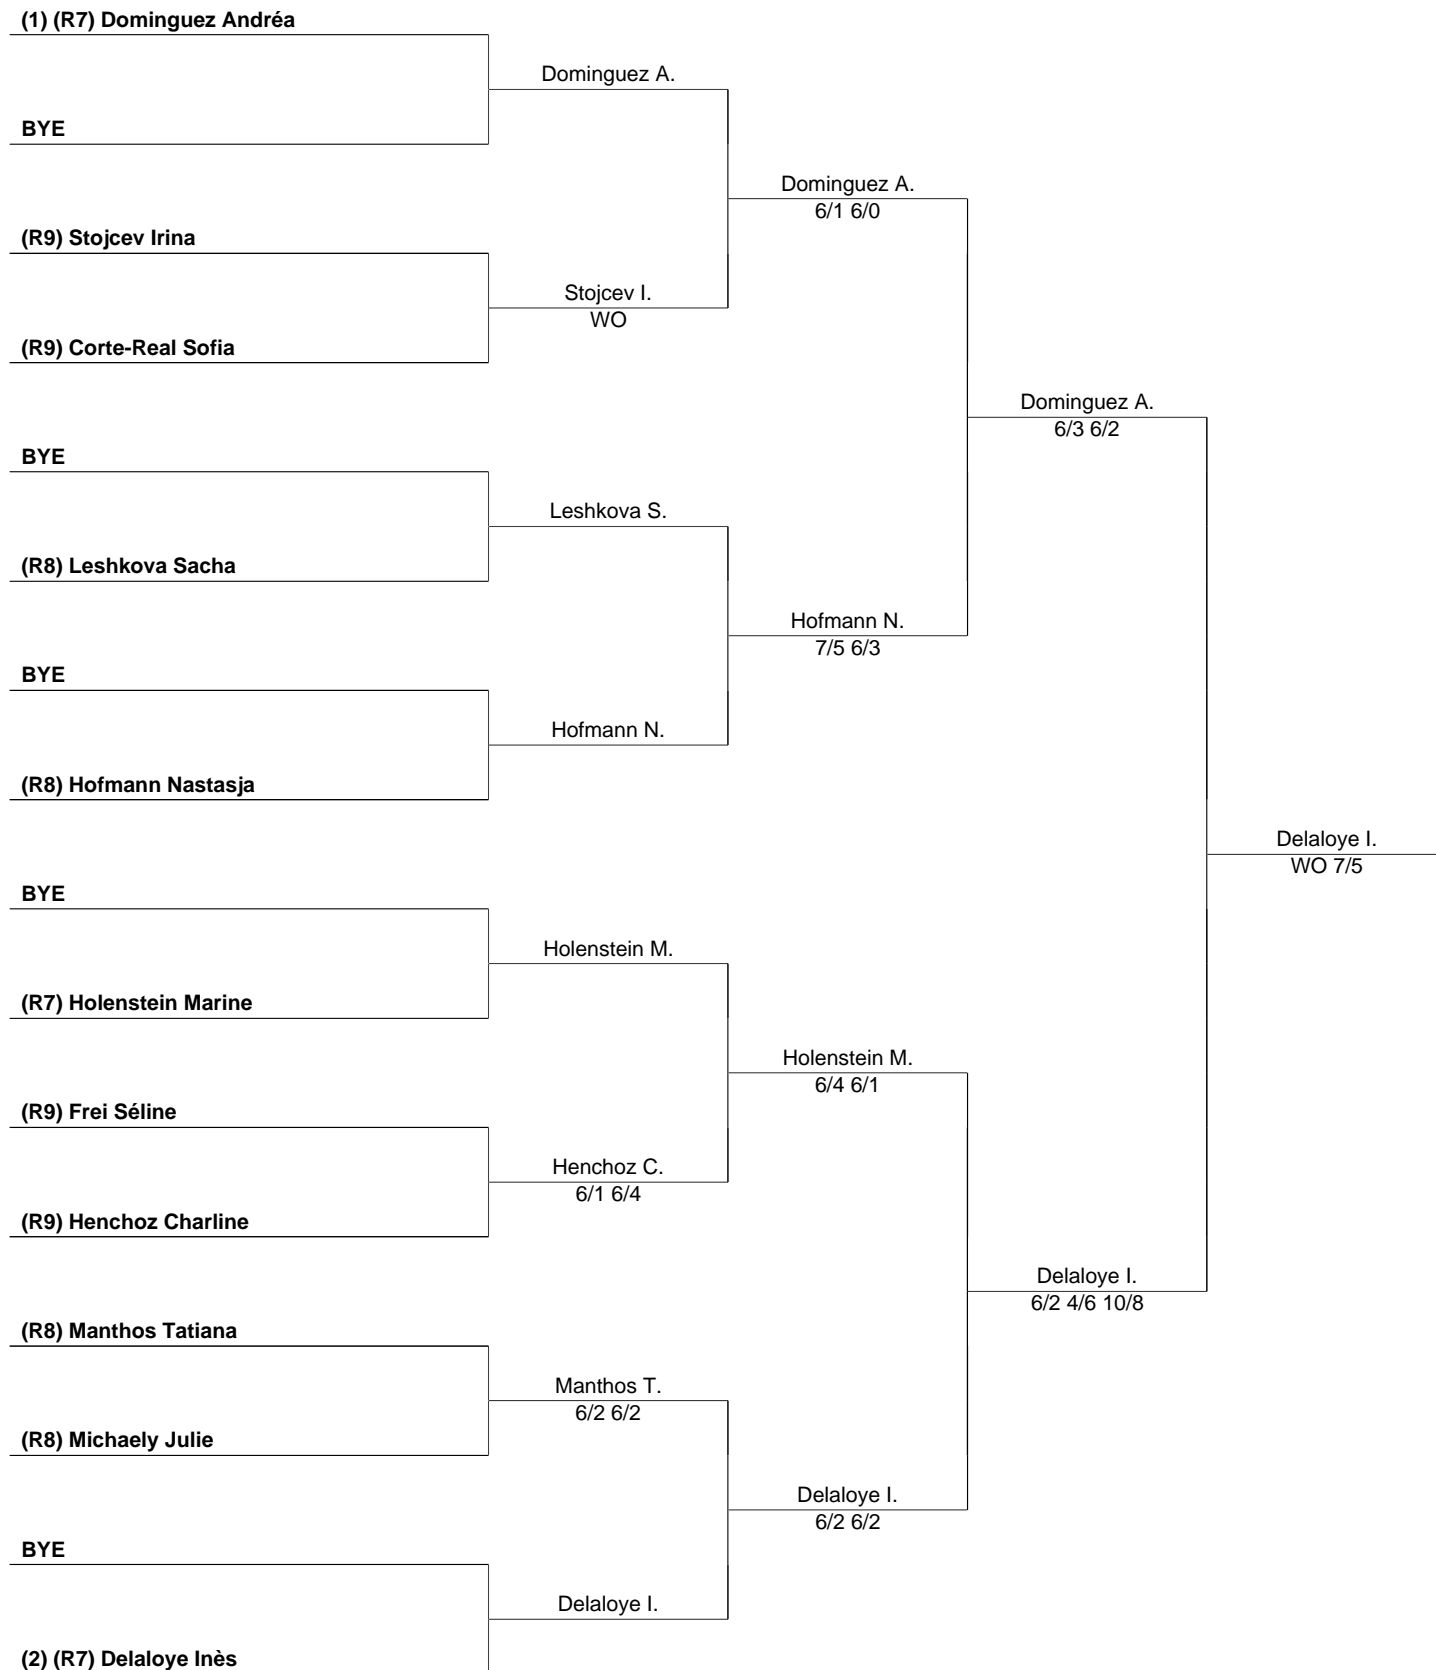 (1) (R7) Dominguez Andréa
Dominguez A.
BYE
Dominguez A.
6/1 6/0
(R9) Stojcev Irina
Stojcev I.
WO
(R9) Corte-Real Sofia
Dominguez A.
6/3 6/2
BYE
Leshkova S.
(R8) Leshkova Sacha
Hofmann N.
7/5 6/3
BYE
Hofmann N.
(R8) Hofmann Nastasja
Delaloye I.
WO 7/5
BYE
Holenstein M.
(R7) Holenstein Marine
Holenstein M.
6/4 6/1
(R9) Frei Séline
Henchoz C.
6/1 6/4
(R9) Henchoz Charline
Delaloye I.
6/2 4/6 10/8
(R8) Manthos Tatiana
Manthos T.
6/2 6/2
(R8) Michaely Julie
Delaloye I.
6/2 6/2
BYE
Delaloye I.
(2) (R7) Delaloye Inès